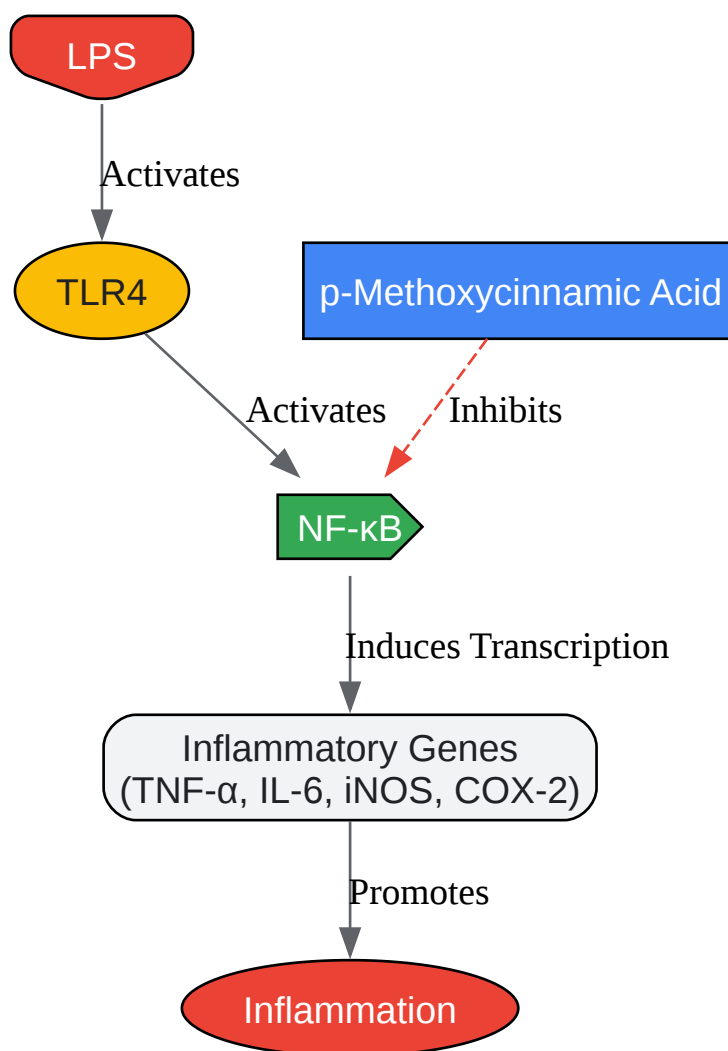 LPS
Activates
TLR4
p-Methoxycinnamic Acid
Activates
Inhibits
NF-κB
Induces Transcription
Inflammatory Genes
(TNF-α, IL-6, iNOS, COX-2)
Promotes
Inflammation